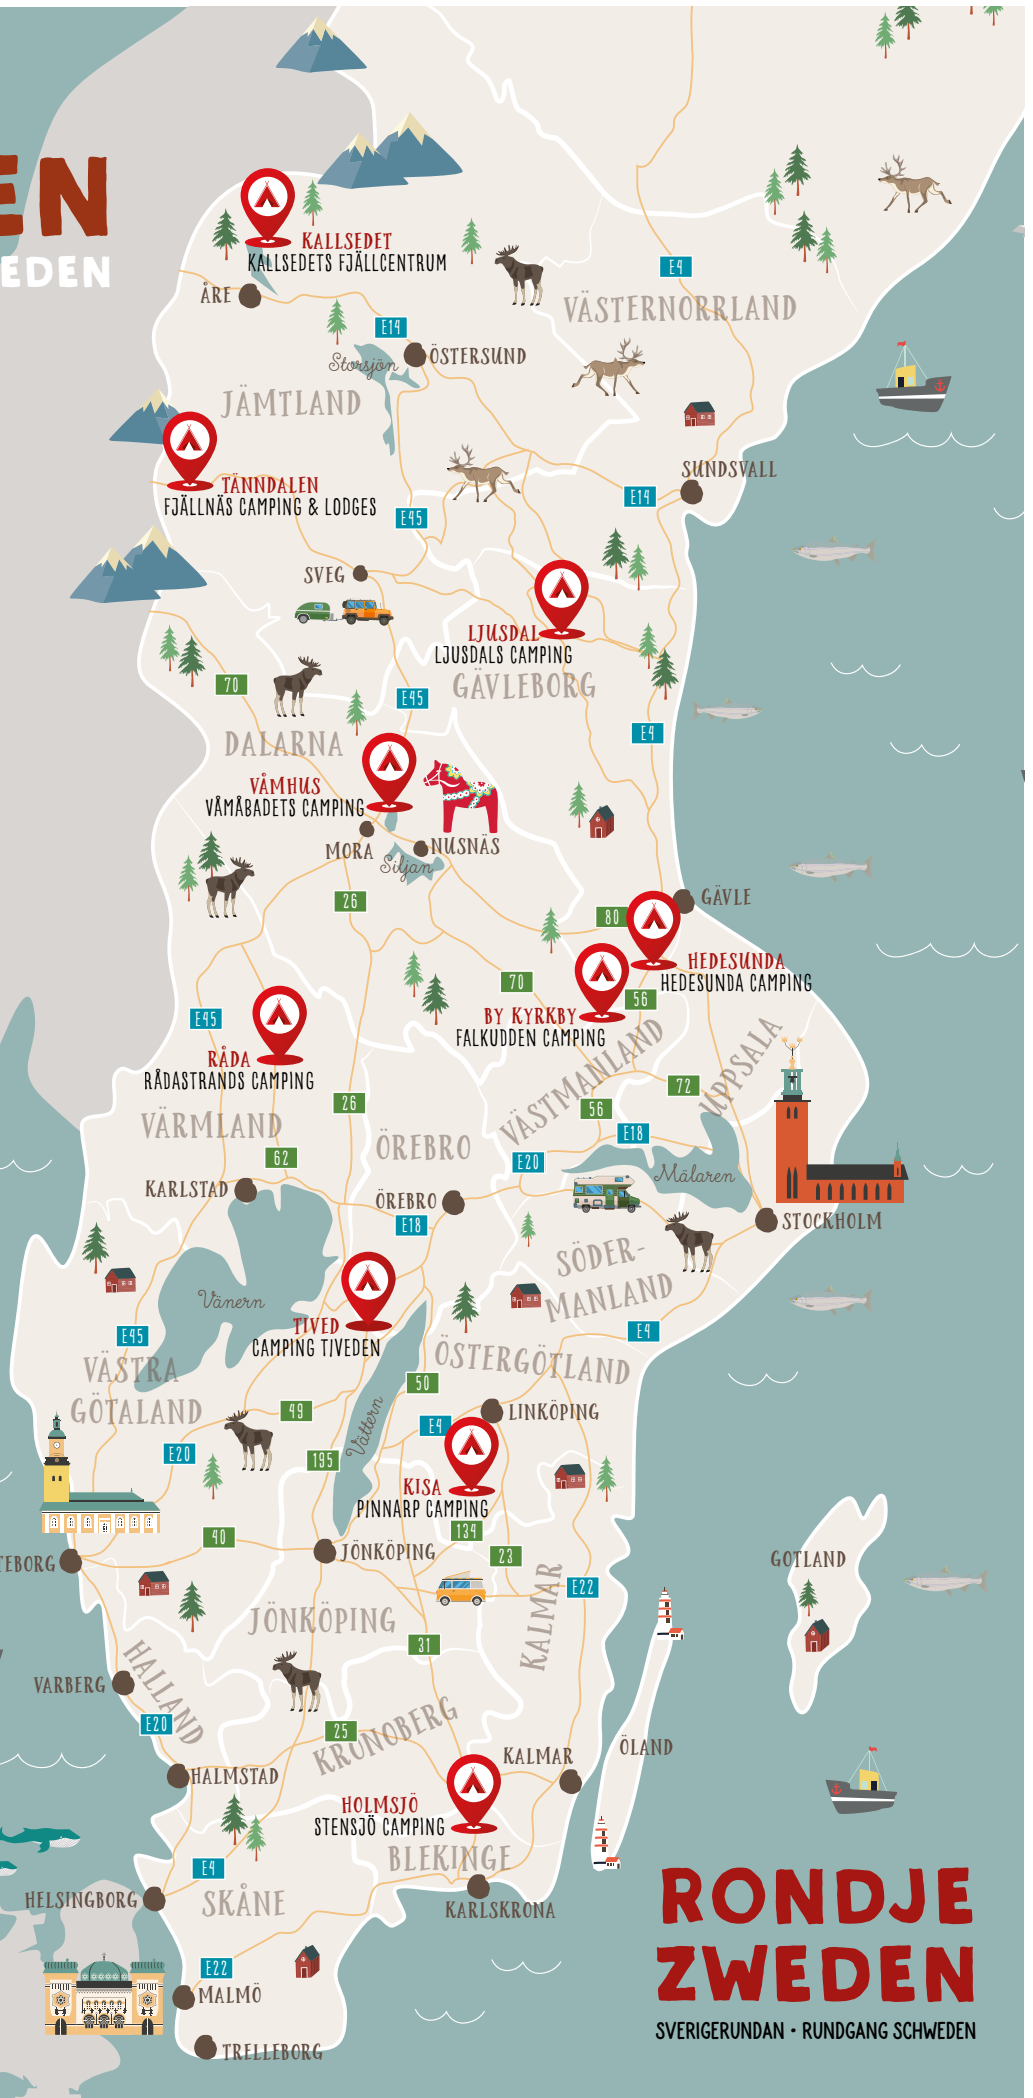 EN
EDEN
KALLSEDET
KALLSEDETS FJÄLLCENTRUM
ÅRE
E4
VÄSTERNORRLAND
E14
Storsjön
ÖSTERSUND
JÄMTLAND
SUNDSVALL
TÄNNDALEN
FJÄLLNÄS CAMPING & LODGES
E14
E45
SVEG
LJUSDAL
LJUSDALS CAMPING
GÄVLEBORG
70
E45
E4
DALARNA
VÅMHUS
VÅMÅBADETS CAMPING
MORA
NUSNÄS
Siljan
26
GÄVLE
80
HEDESUNDA
HEDESUNDA CAMPING
70
56
BY KYRKBY
FALKUDDEN CAMPING
E45
RÅDA
RÅDASTRANDS CAMPING
VÄSTMANLAND
UPPSALA
72
26
56
VÄRMLAND
E18
ÖREBRO
62
E20
Mälaren
KARLSTAD
ÖREBRO
E18
STOCKHOLM
SÖDER-
MANLAND
Vänern
TIVED
CAMPING TIVEDEN
E4
E45
ÖSTERGÖTLAND
VÄSTRA
GÖTALAND
50
49
LINKÖPING
Vättern
E4
E20
195
KISA
PINNARP CAMPING
134
40
JÖNKÖPING
23
TEBORG
GOTLAND
E22
JÖNKÖPING
KALMAR
31
HALLAND
VARBERG
E20
25
KRONOBERG
ÖLAND
KALMAR
HALMSTAD
HOLMSJÖ
STENSJÖ CAMPING
BLEKINGE
E4
HELSINGBORG
SKÅNE
KARLSKRONA
E22
MALMÖ
TRELLEBORG
RONDJE
ZWEDEN
SVERIGERUNDAN • RUNDGANG SCHWEDEN